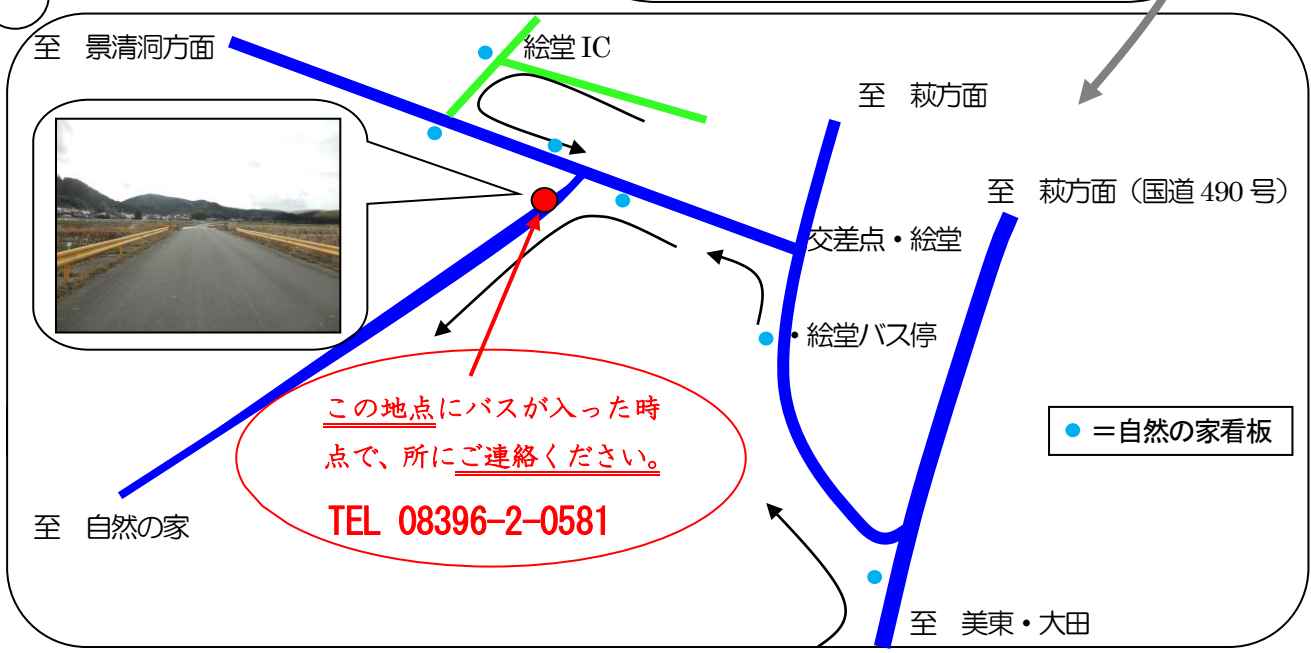 至　景清洞方面
絵堂 IC
至　萩方面
至　萩方面（国道 490 号）
交差点・絵堂
・絵堂バス停
この地点にバスが入った時
点で、所にご連絡ください。
TEL 08396-2-0581
●＝自然の家看板
至　自然の家
至　美東・大田